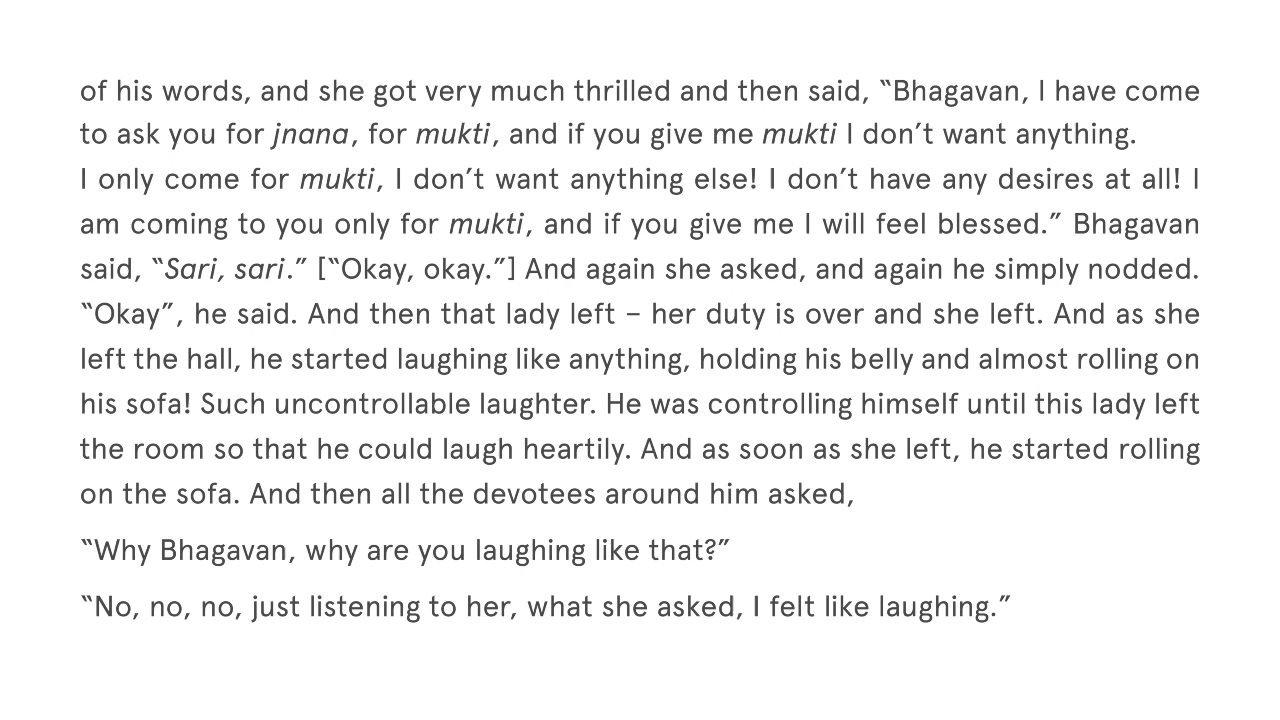 of his words, and she got very much thrilled and then said, “Bhagavan, I have come
to ask you for jnana, for mukti, and if you give me mukti I don’t want anything.
I only come for mukti, I don’t want anything else! I don’t have any desires at all! I
am coming to you only for mukti, and if you give me I will feel blessed.” Bhagavan
said, “Sari, sari.” [“Okay, okay.”] And again she asked, and again he simply nodded.
“Okay”, he said. And then that lady left – her duty is over and she left. And as she
left the hall, he started laughing like anything, holding his belly and almost rolling on
his sofa! Such uncontrollable laughter. He was controlling himself until this lady left
the room so that he could laugh heartily. And as soon as she left, he started rolling
on the sofa. And then all the devotees around him asked,
“Why Bhagavan, why are you laughing like that?”
“No, no, no, just listening to her, what she asked, I felt like laughing.”